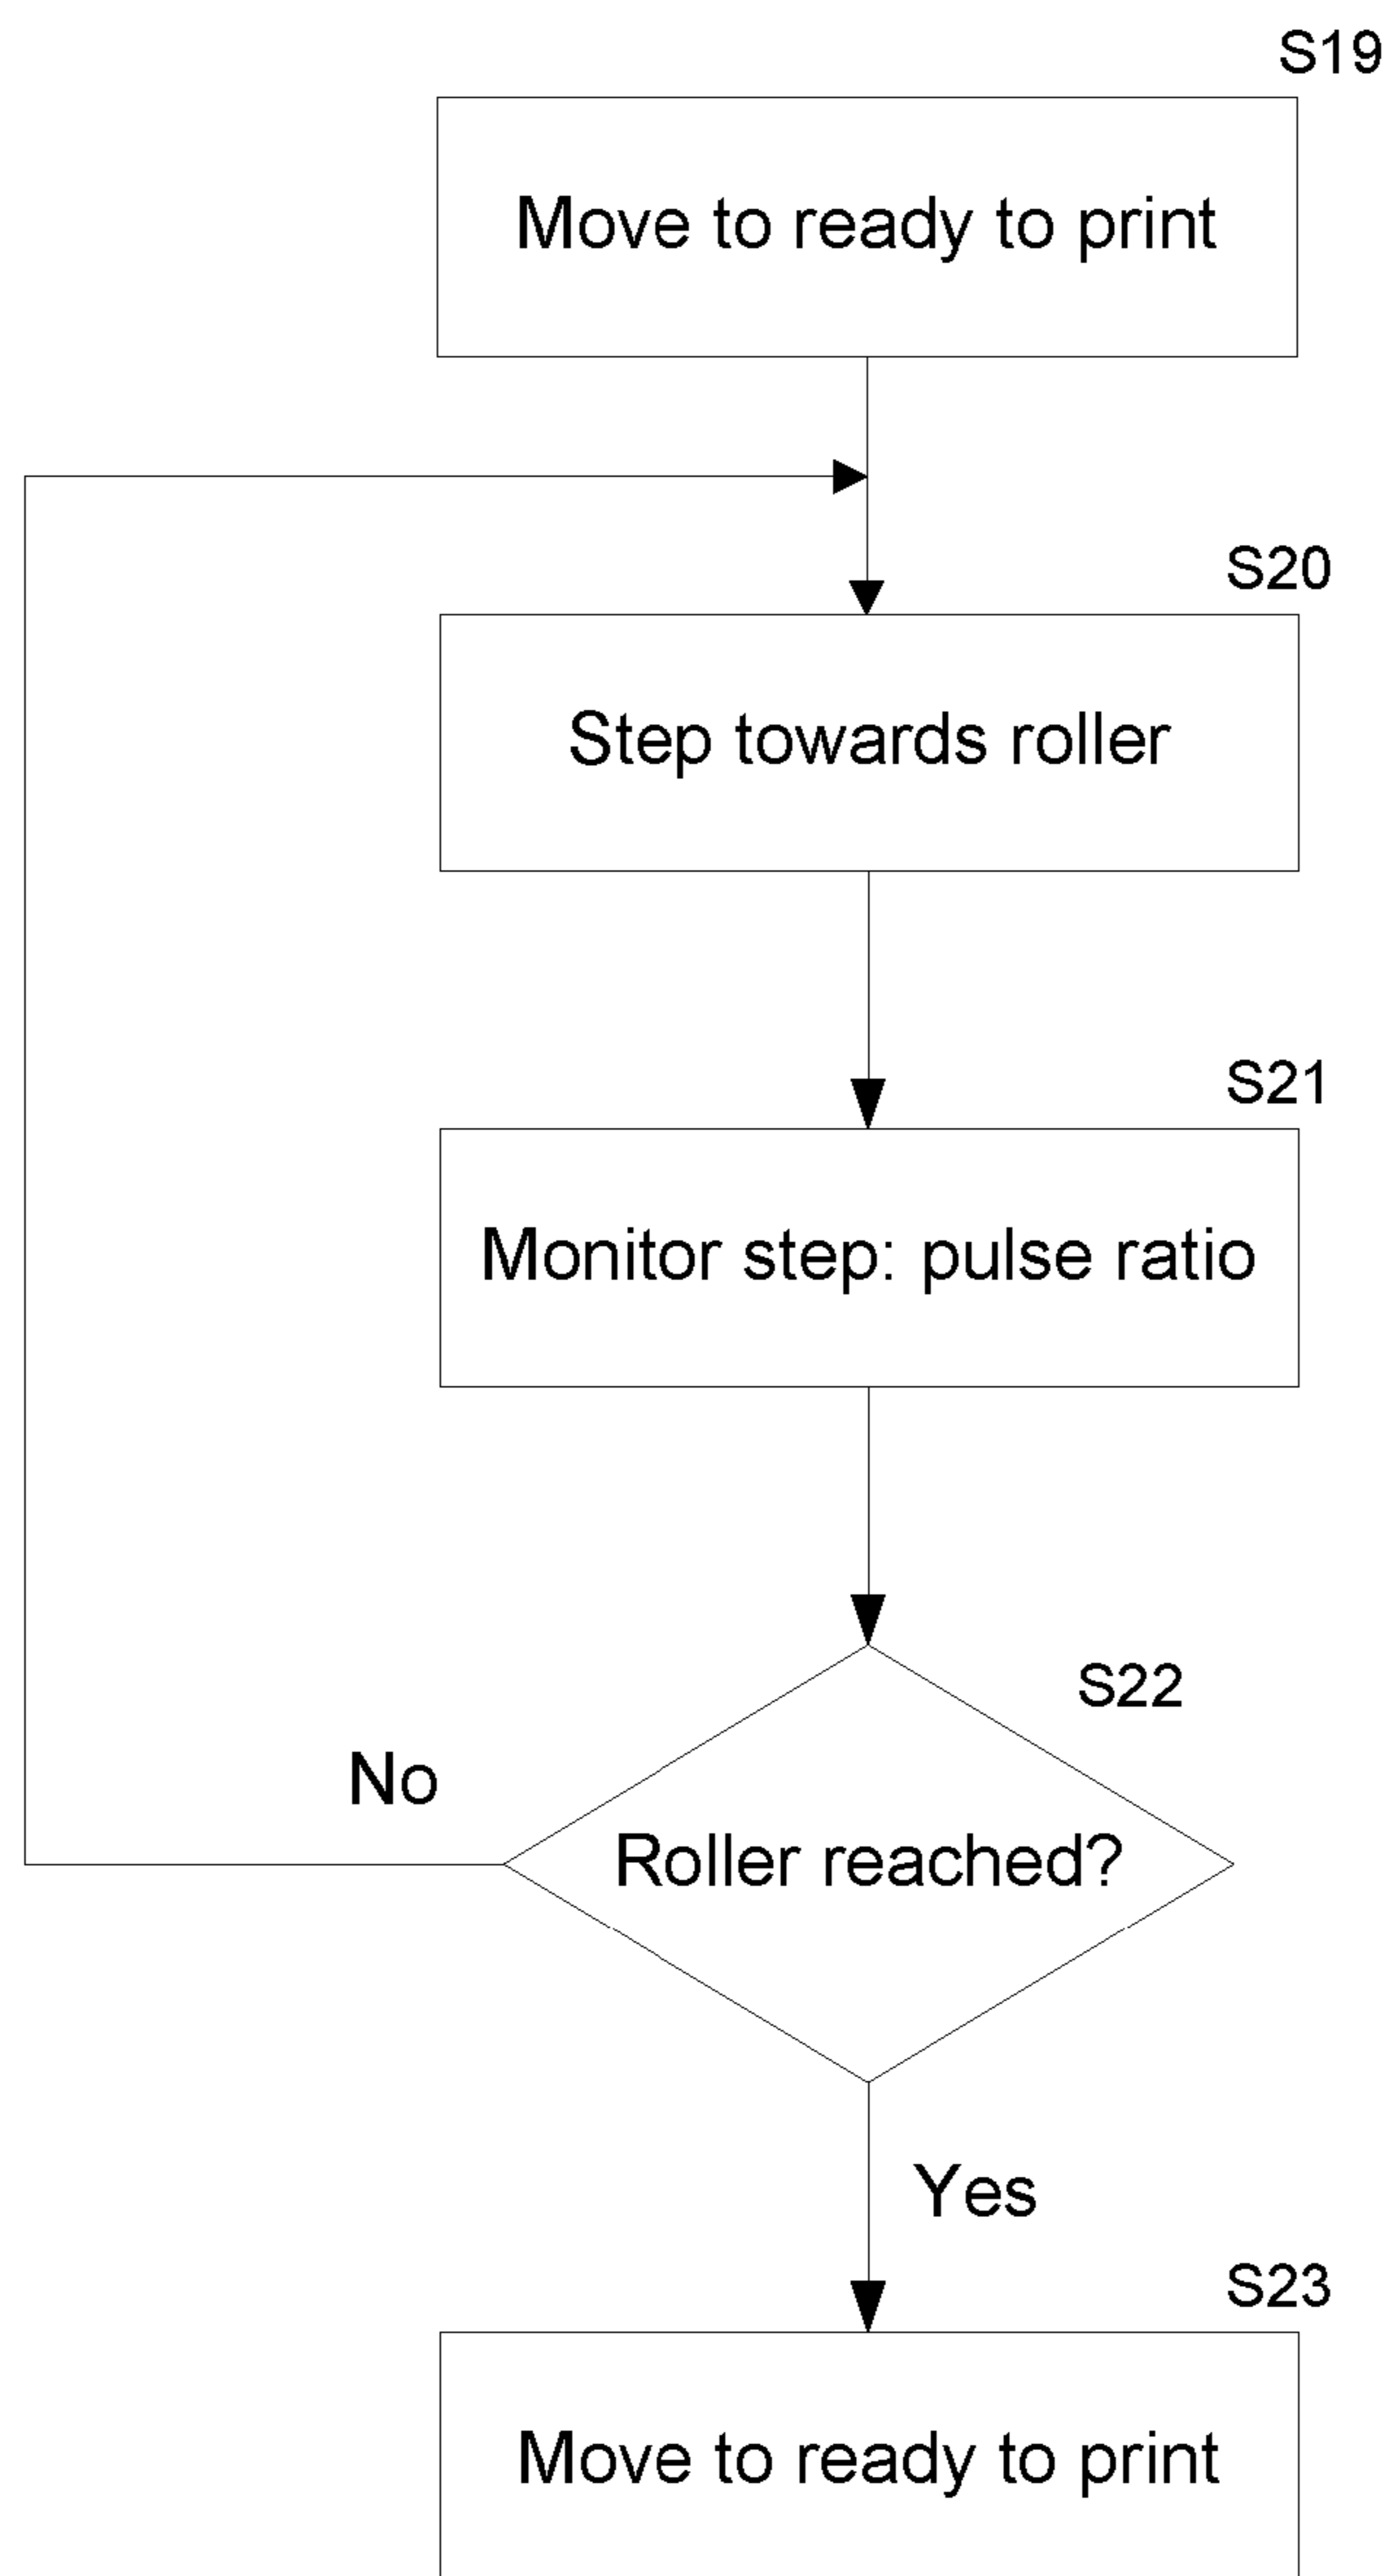 S19
Move to ready to print
S20
Step towards roller
S21
Monitor step: pulse ratio
S22
No
Roller reached?
Yes
S23
Move to ready to print